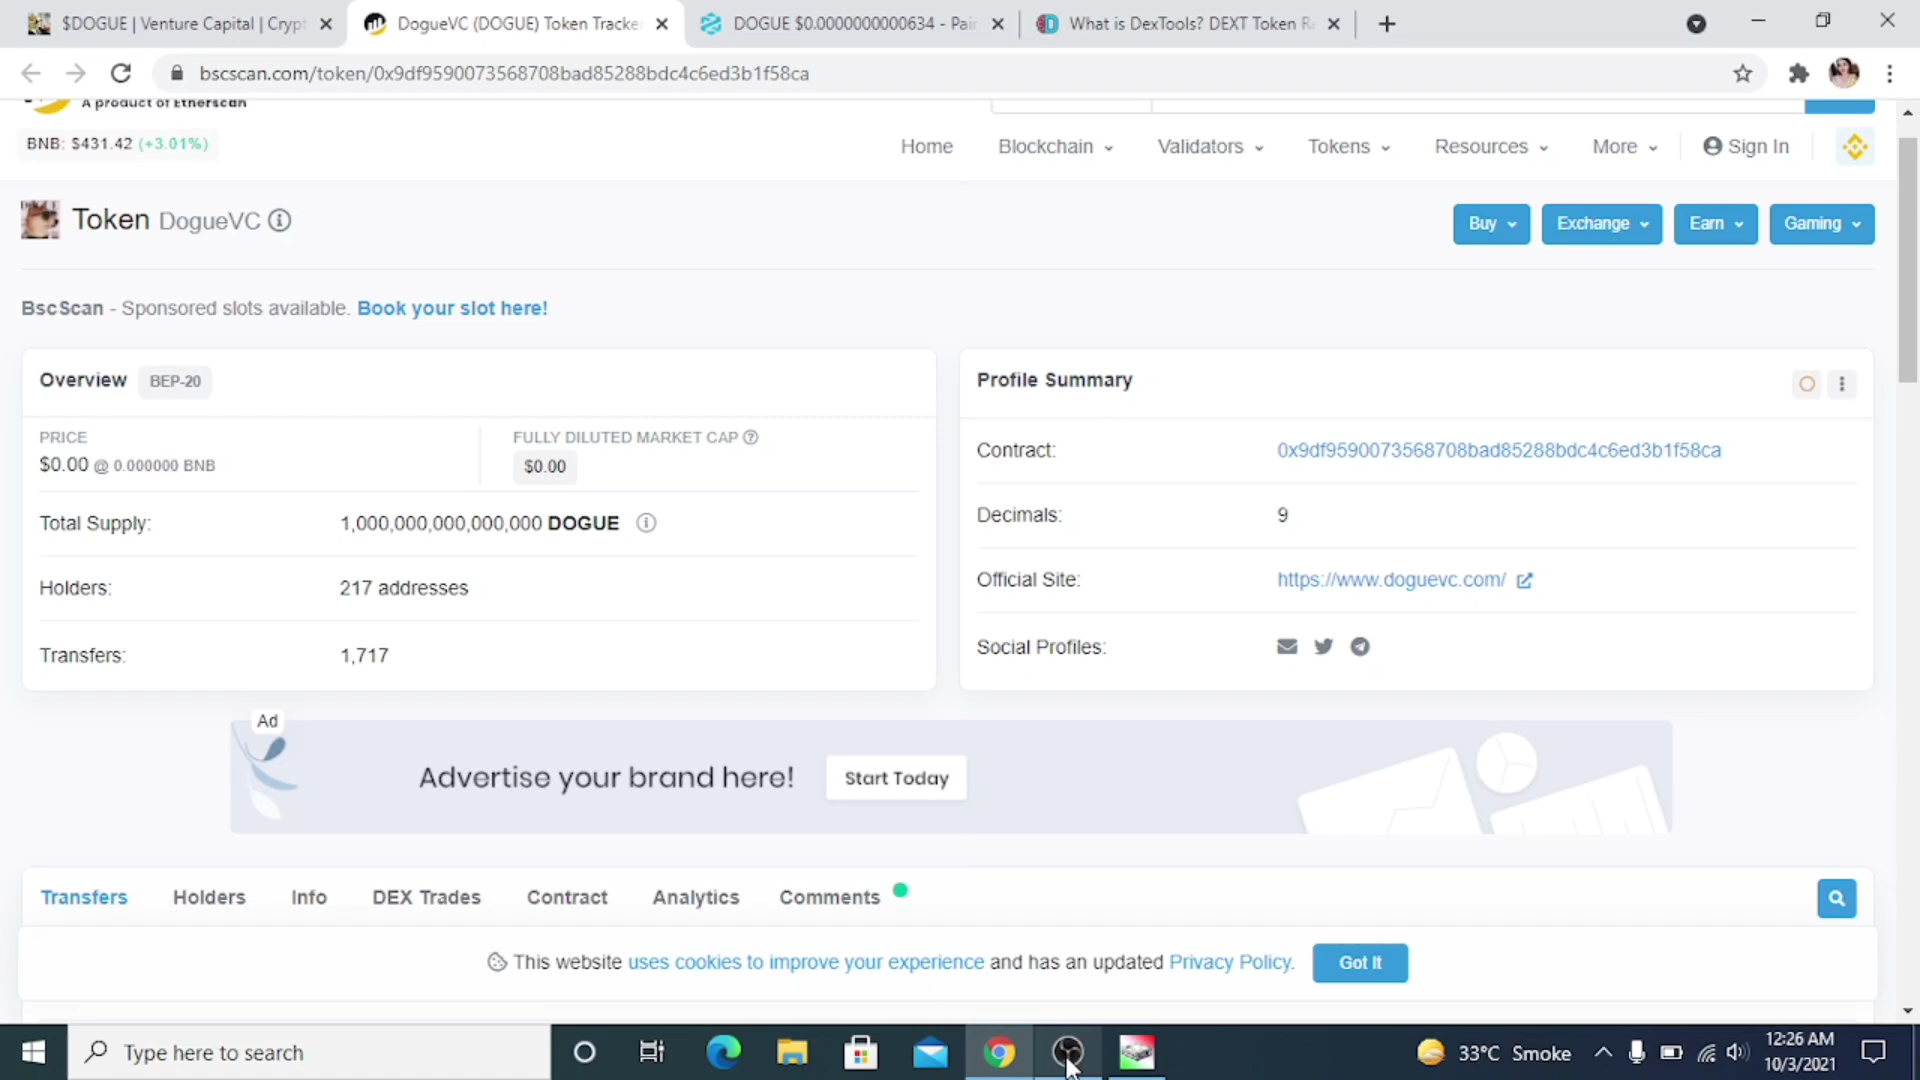 $DOGUE | Venture Capital | Crypt
DogueVC (DOGUE) Token Tracke
DOGUE $0.0000000000634 - Pai
What is DexTools? DEXT Token R
bscscan.com/token/0x9df9590073568708bad85288bdc4c6ed3b1f58ca
A product of Etherscan
BNB: $431.42 (+3.01%)
Home Blockchain Validators Tokens Resources More Sign In
Token DogueVC
Buy Exchange Earn Gaming
BscScan - Sponsored slots available. Book your slot here!
Overview BEP-20
PRICE
$0.00 @ 0.000000 BNB
FULLY DILUTED MARKET CAP
$0.00
Total Supply: 1,000,000,000,000,000 DOGUE
Holders: 217 addresses
Transfers: 1,717
Profile Summary
Contract: 0x9df9590073568708bad85288bdc4c6ed3b1f58ca
Decimals: 9
Official Site: https://www.doguevc.com/
Social Profiles:
Ad
Advertise your brand here! Start Today
Transfers Holders Info DEX Trades Contract Analytics Comments
This website uses cookies to improve your experience and has an updated Privacy Policy. Got It
Type here to search
33°C Smoke
12:26 AM
10/3/2021